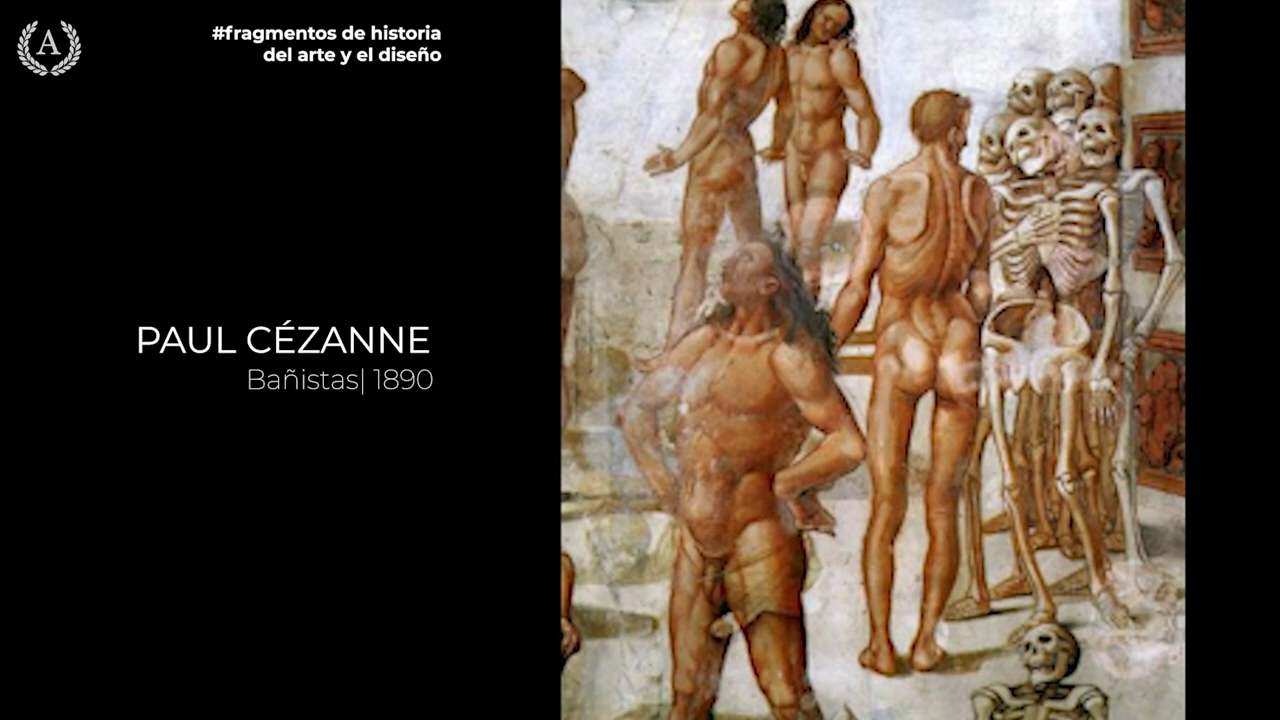 A
#fragmentos de historia
del arte y el diseño
PAUL CÉZANNE
Bañistas| 1890